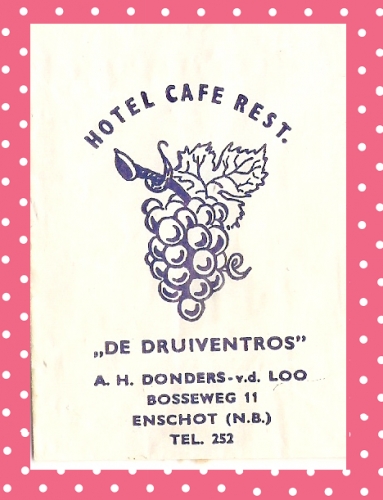 HOTEL CAFE REST.
„DE DRUIVENTROS”
A. H. DONDERS-v.d. LOO
BOSSEWEG 11
ENSCHOT (N.B.)
TEL. 252